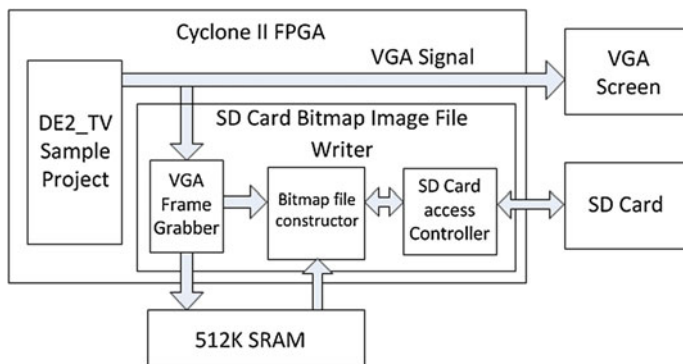 Cyclone II FPGA
VGA Signal
VGA
Screen
DE2_TV
Sample
Project
SD Card Bitmap Image File
Writer
VGA
Frame
Grabber
Bitmap file
constructor
SD Card
access
Controller
SD Card
512K SRAM